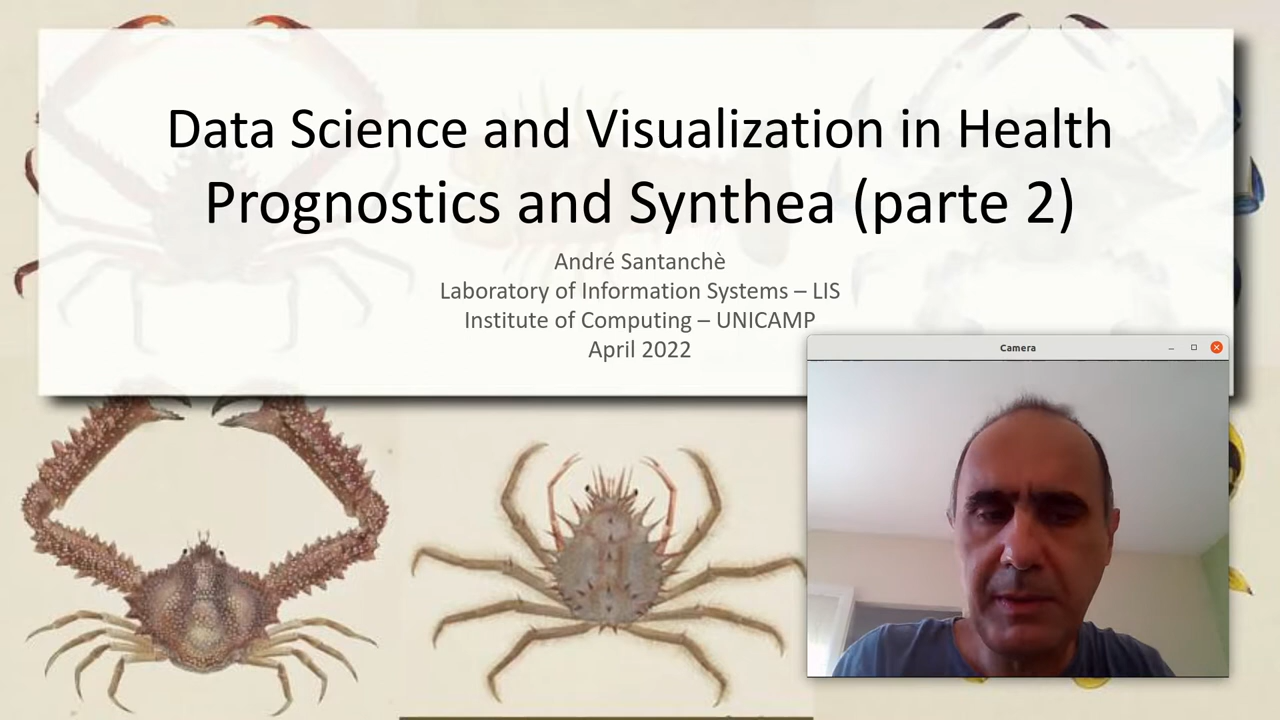 Data Science and Visualization in Health
Prognostics and Synthea (parte 2)
André Santanchè
Laboratory of Information Systems – LIS
Institute of Computing – UNICAMP
April 2022
Camera